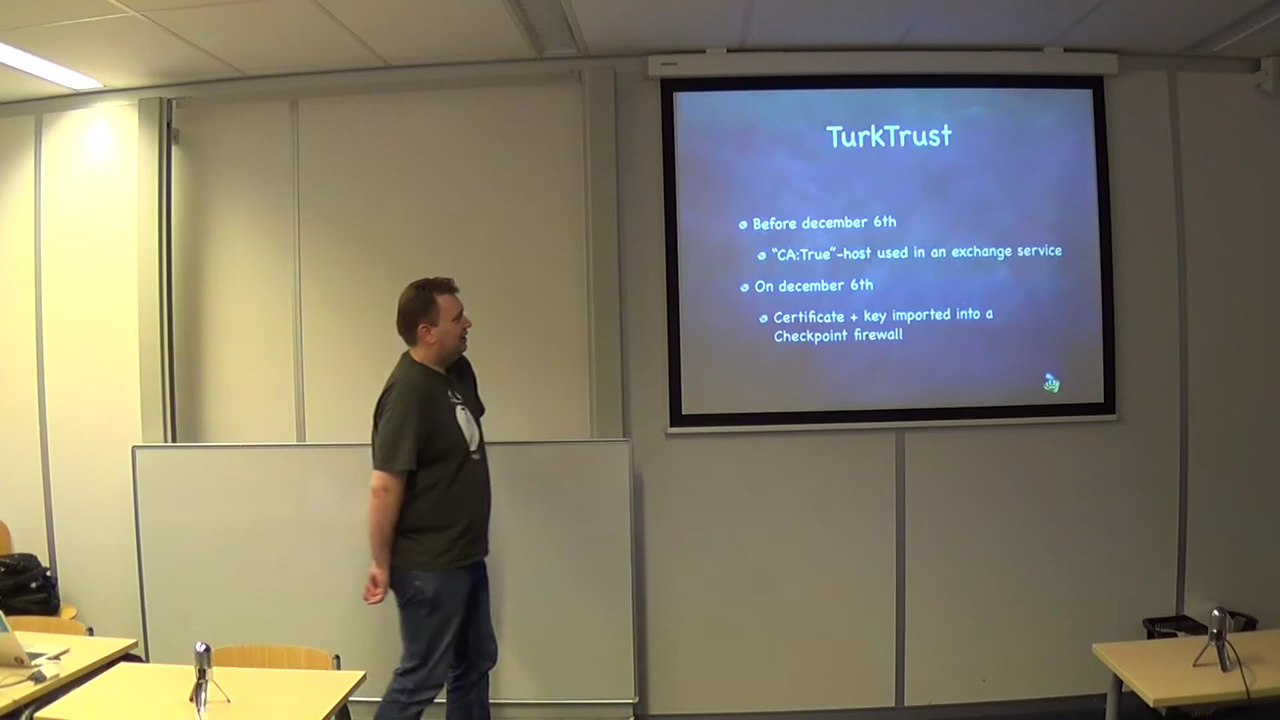 TurkTrust
Before december 6th
"CA:True"-host used in an exchange service
On december 6th
Certificate + key imported into a
Checkpoint firewall